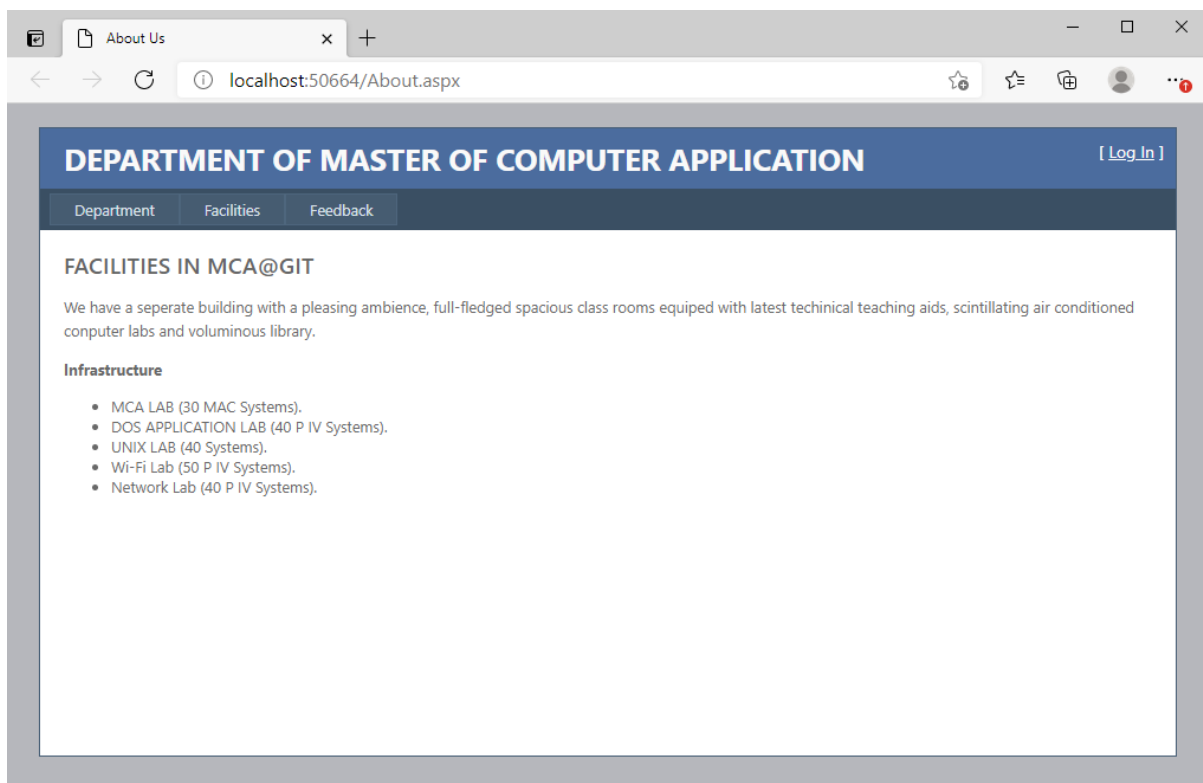 About Us
localhost:50664/About.aspx
DEPARTMENT OF MASTER OF COMPUTER APPLICATION
[ Log In ]
Department Facilities Feedback
FACILITIES IN MCA@GIT
We have a seperate building with a pleasing ambience, full-fledged spacious class rooms equiped with latest techinical teaching aids, scintillating air conditioned
conputer labs and voluminous library.
Infrastructure
• MCA LAB (30 MAC Systems).
• DOS APPLICATION LAB (40 P IV Systems).
• UNIX LAB (40 Systems).
• Wi-Fi Lab (50 P IV Systems).
• Network Lab (40 P IV Systems).